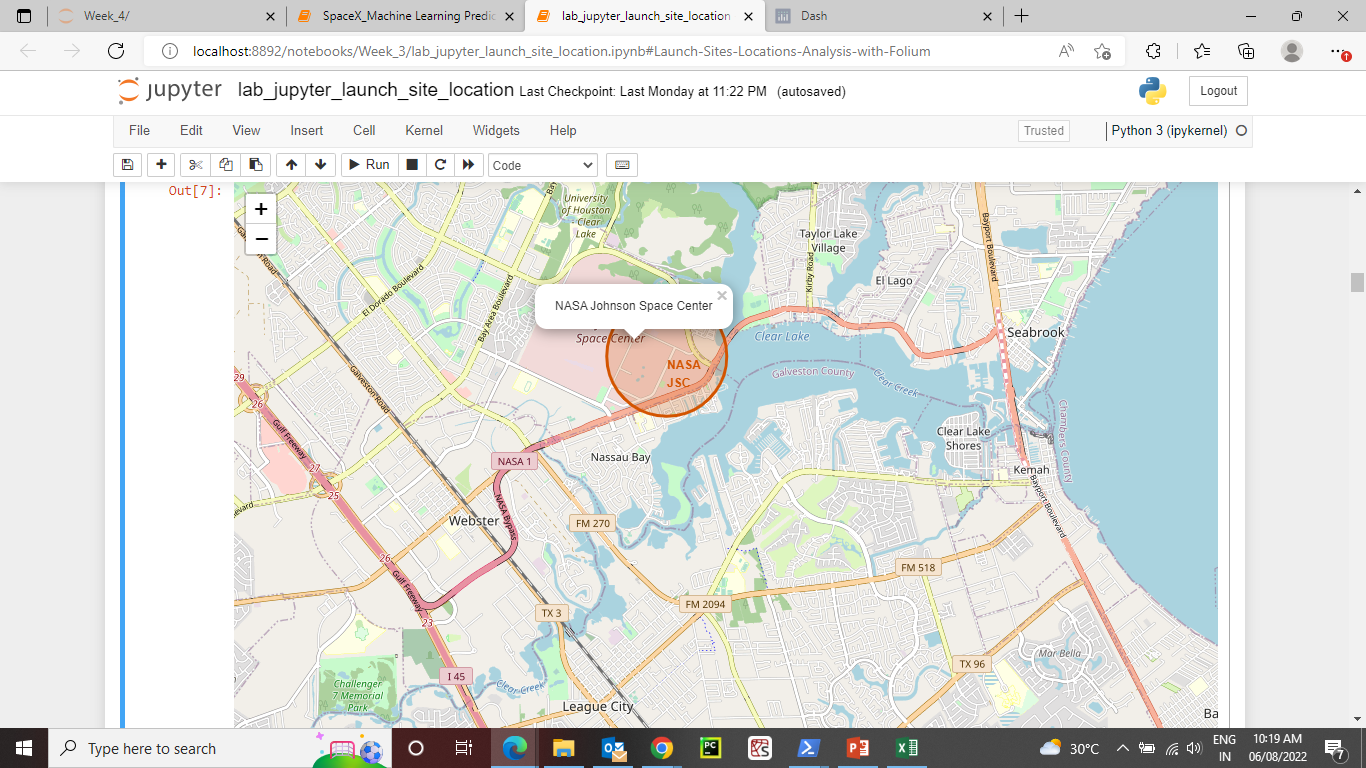 Week_4/
SpaceX_Machine Learning Predic
lab_jupyter_launch_site_location
Dash
localhost:8892/notebooks/Week_3/lab_jupyter_launch_site_location.ipynb#Launch-Sites-Locations-Analysis-with-Folium
jupyter lab_jupyter_launch_site_location Last Checkpoint: Last Monday at 11:22 PM (autosaved)
Logout
File Edit View Insert Cell Kernel Widgets Help
Trusted
Python 3 (ipykernel)
Run
Code
Out[7]:
+
−
University
of Houston
- Clear
Lake
Taylor Lake
Village
Bayport Boulevard
Kirby Road
El Lago
El Dorado Boulevard
Bay Area Boulevard
NASA Johnson Space Center
×
Space Center
Clear Lake
Seabrook
NASA
JSC
Galveston County
Clear Creek
Galveston Road
29
26
Gulf Freeway
27
25
Chambers County
Clear Lake
Shores
Kemah
Bayport Boulevard
NASA 1
Nassau Bay
NASA Bypass
Webster
FM 270
26
Gulf Freeway
FM 518
FM 2094
TX 3
23
Mar Bella
TX 96
I 45
Challenger
7 Memorial
Park
Clear Creek
League City
Ba
Type here to search
30°C
ENG
IN
10:19 AM
06/08/2022
7